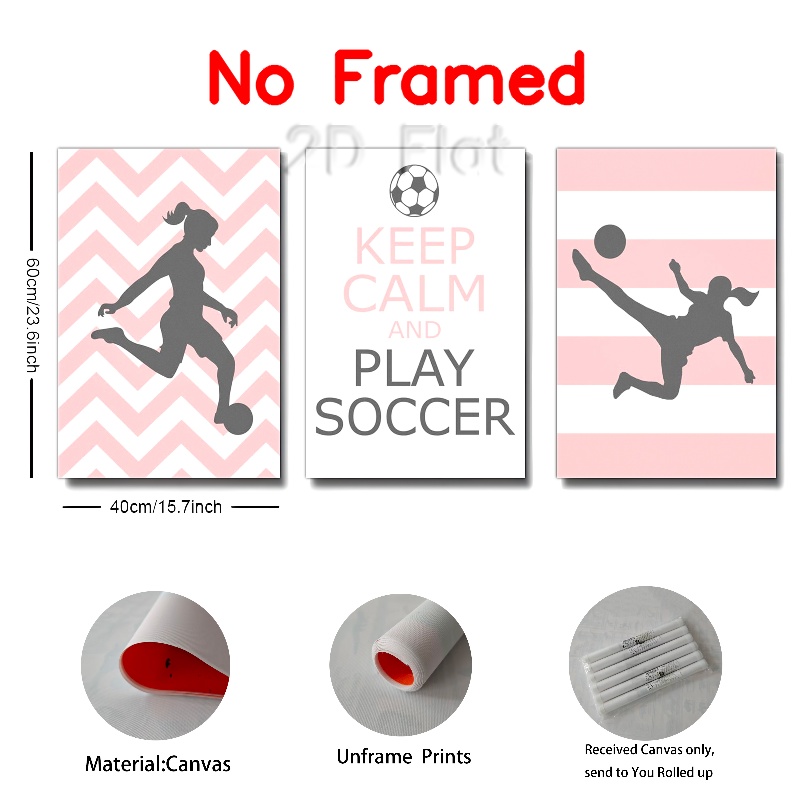 No Framed
2D Flat
60cm/23.6inch
KEEP
CALM
AND
PLAY
SOCCER
40cm/15.7inch
Material:Canvas
Unframe Prints
Received Canvas only,
send to You Rolled up